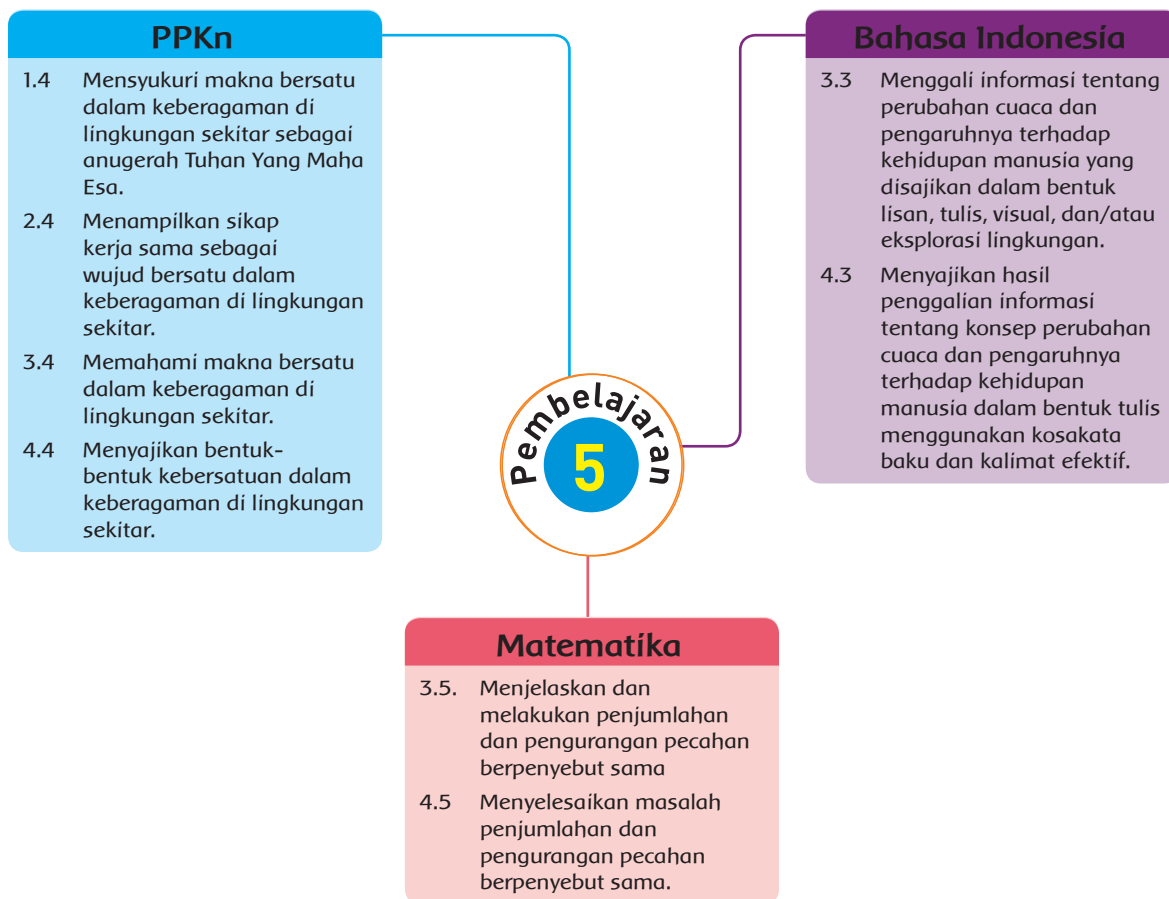 PPKn
1.4 Mensyukuri makna bersatu
dalam keberagaman di
lingkungan sekitar sebagai
anugerah Tuhan Yang Maha
Esa.
2.4 Menampilkan sikap
kerja sama sebagai
wujud bersatu dalam
keberagaman di lingkungan
sekitar.
3.4 Memahami makna bersatu
dalam keberagaman di
lingkungan sekitar.
4.4 Menyajikan bentuk-
bentuk kebersatuan dalam
keberagaman di lingkungan
sekitar.
Bahasa Indonesia
3.3 Menggali informasi tentang
perubahan cuaca dan
pengaruhnya terhadap
kehidupan manusia yang
disajikan dalam bentuk
lisan, tulis, visual, dan/atau
eksplorasi lingkungan.
4.3 Menyajikan hasil
penggalian informasi
tentang konsep perubahan
cuaca dan pengaruhnya
terhadap kehidupan
manusia dalam bentuk tulis
menggunakan kosakata
baku dan kalimat efektif.
Pembelajaran
5
Matematika
3.5. Menjelaskan dan
melakukan penjumlahan
dan pengurangan pecahan
berpenyebut sama
4.5 Menyelesaikan masalah
penjumlahan dan
pengurangan pecahan
berpenyebut sama.